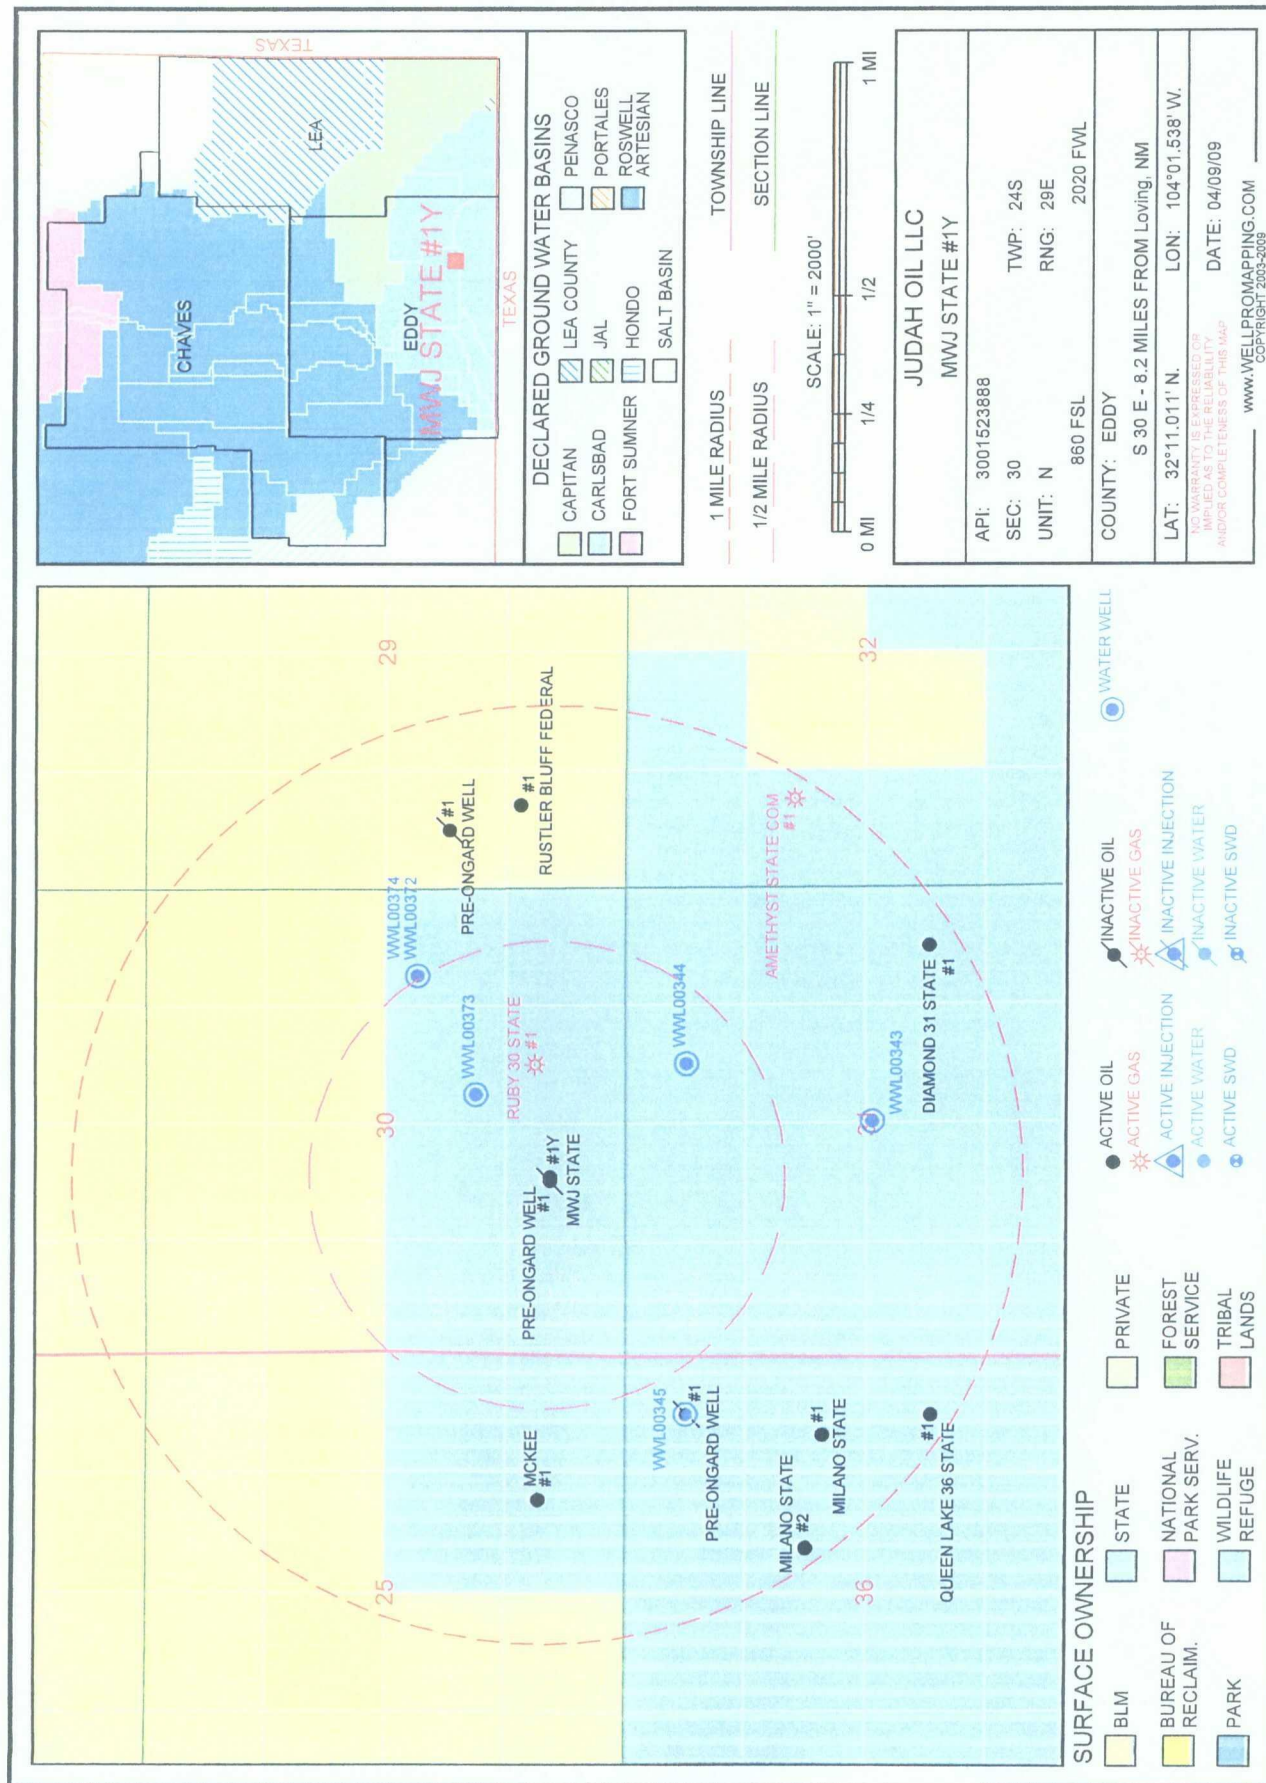 25
30
29
36
32
MCKEE
#1
PRE-ONGARD WELL
#1
#1Y
MWJ STATE
RUBY 30 STATE
#1
WWL00373
WWL00374
WWL00372
PRE-ONGARD WELL
#1
#1
RUSTLER BLUFF FEDERAL
WWL00345
#1
PRE-ONGARD WELL
WWL00344
MILANO STATE
#2
#1
MILANO STATE
AMETHYST STATE COM
#1
WWL00343
QUEEN LAKE 36 STATE
#1
DIAMOND 31 STATE
#1
SURFACE OWNERSHIP
BLM
STATE
PRIVATE
BUREAU OF
RECLAIM.
NATIONAL
PARK SERV.
FOREST
SERVICE
PARK
WILDLIFE
REFUGE
TRIBAL
LANDS
ACTIVE OIL
INACTIVE OIL
WATER WELL
ACTIVE GAS
INACTIVE GAS
ACTIVE INJECTION
INACTIVE INJECTION
ACTIVE WATER
INACTIVE WATER
ACTIVE SWD
INACTIVE SWD
CHAVES
LEA
EDDY
MWJ STATE #1Y
TEXAS
TEXAS
DECLARED GROUND WATER BASINS
CAPITAN
LEA COUNTY
PENASCO
CARLSBAD
JAL
PORTALES
FORT SUMNER
HONDO
ROSWELL
ARTESIAN
SALT BASIN
1 MILE RADIUS
TOWNSHIP LINE
1/2 MILE RADIUS
SECTION LINE
SCALE: 1" = 2000'
0 MI
1/4
1/2
1 MI
JUDAH OIL LLC
MWJ STATE #1Y
API: 3001523888
SEC: 30
TWP: 24S
UNIT: N
RNG: 29E
860 FSL
2020 FWL
COUNTY: EDDY
S 30 E - 8.2 MILES FROM Loving, NM
LAT: 32°11.011' N.
LON: 104°01.538' W.
NO WARRANTY IS EXPRESSED OR
IMPLIED AS TO THE RELIABLILITY
AND/OR COMPLETENESS OF THIS MAP
DATE: 04/09/09
www.WELLPROMAPPING.COM
COPYRIGHT 2003-2009